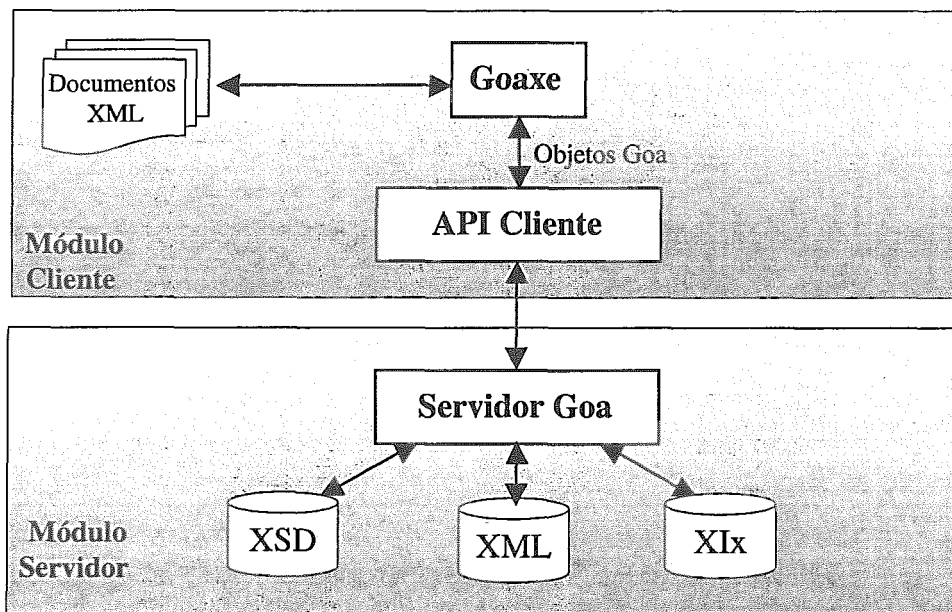 Documentos
XML
Goaxe
Objetos Goa
API Cliente
Módulo
Cliente
Servidor Goa
XSD
XML
XIx
Módulo
Servidor